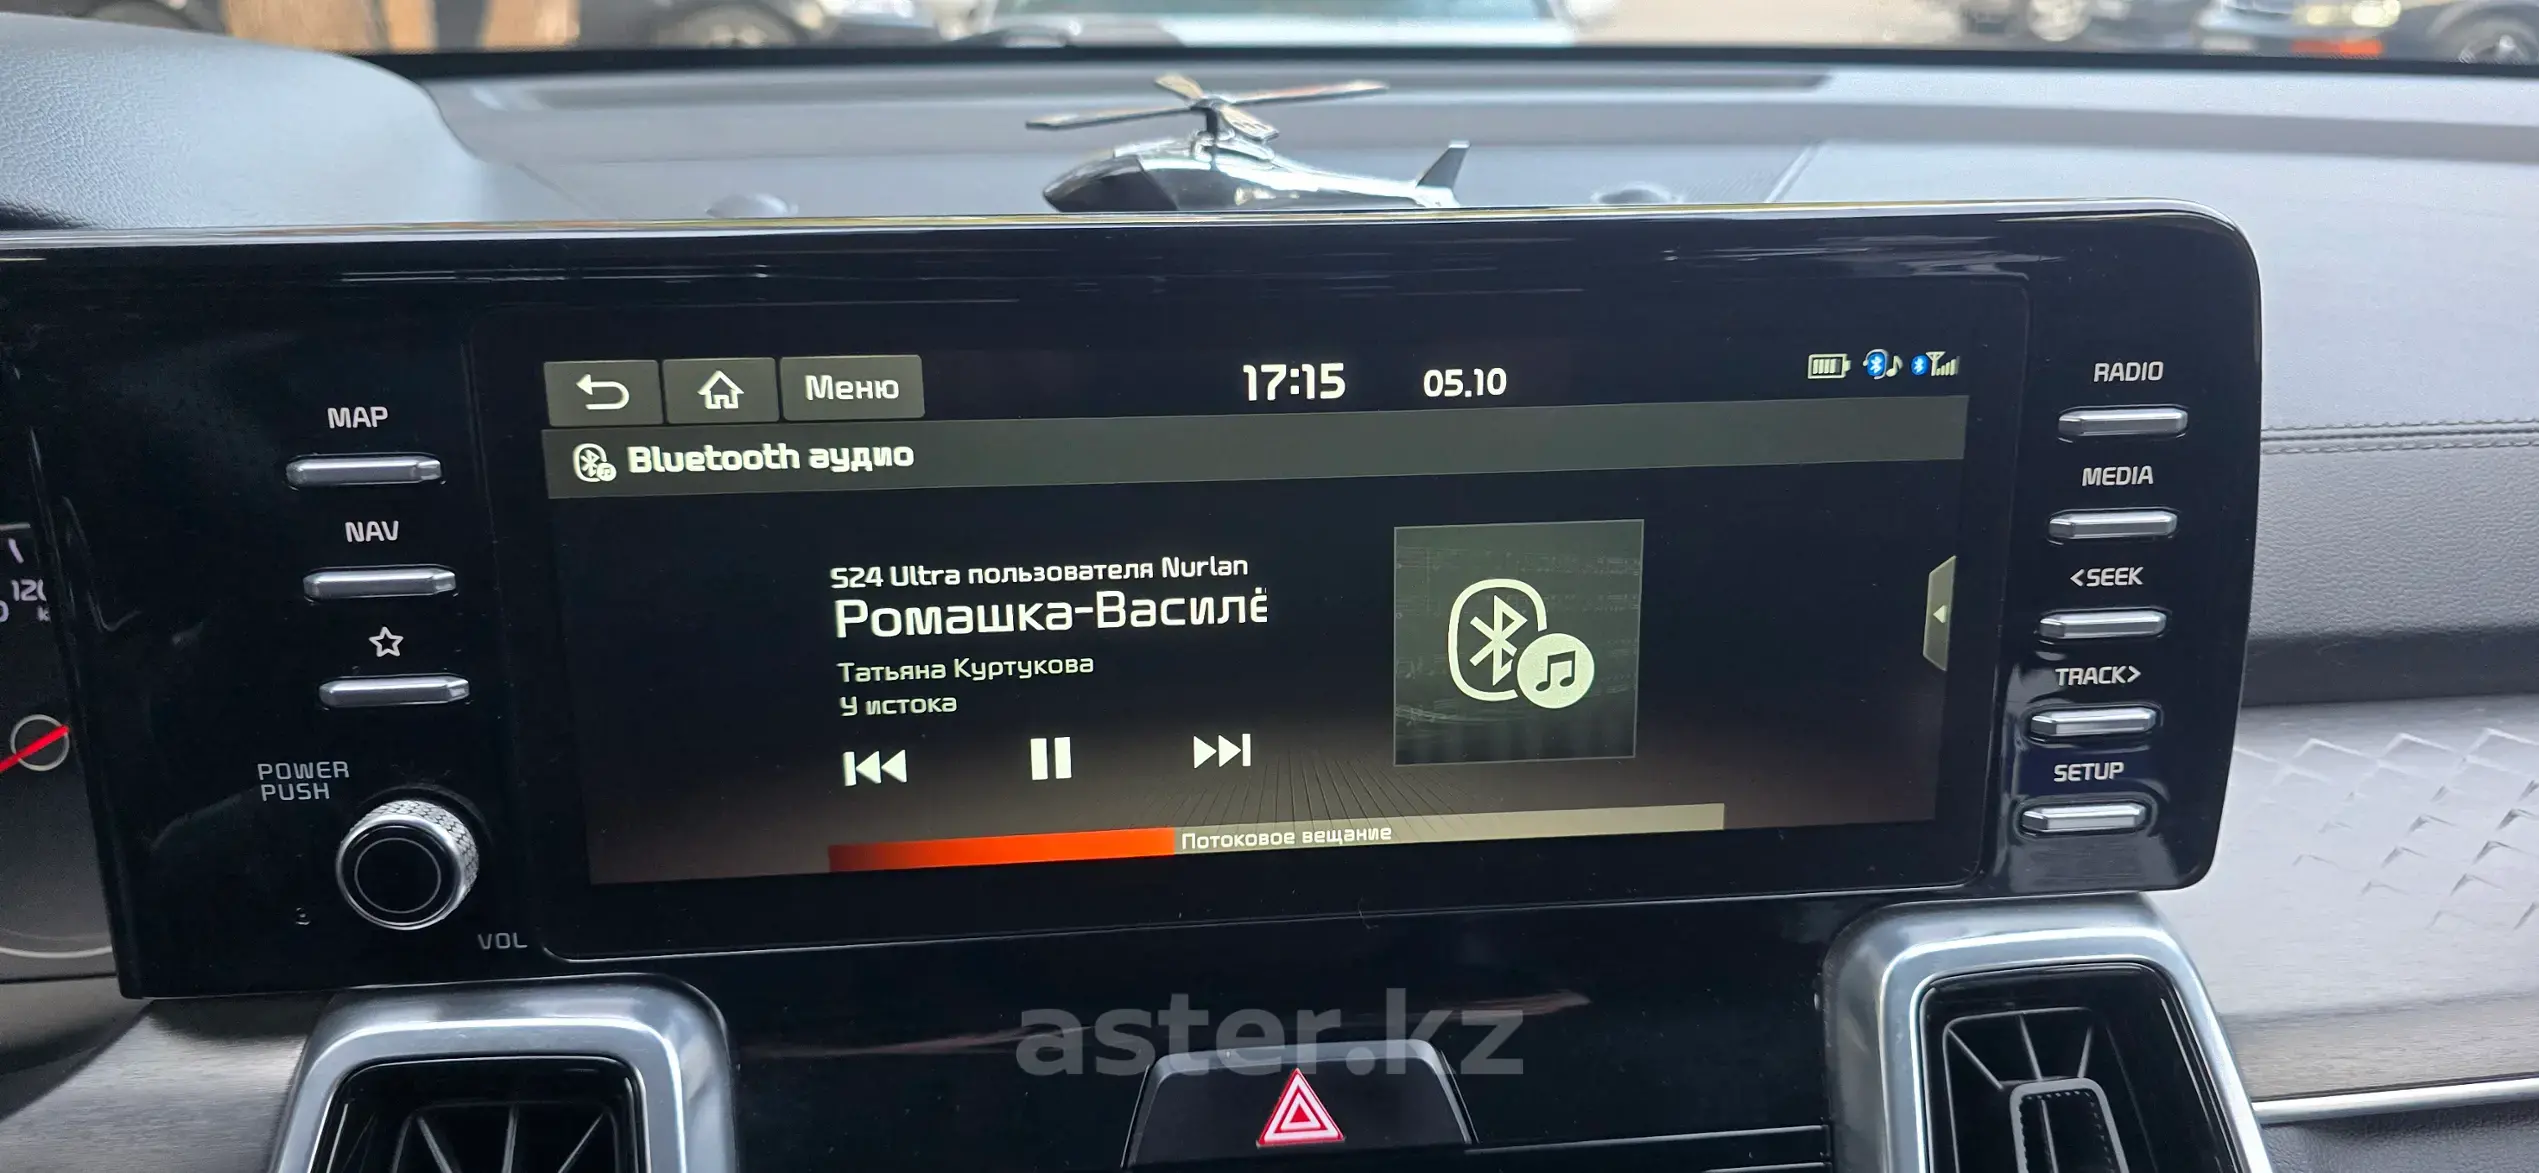 17:15 05.10
Меню
RADIO
MAP
Bluetooth аудио
MEDIA
NAV
<SEEK
S24 Ultra пользователя Nurlan
Ромашка-Василё
120
Татьяна Куртукова
TRACK>
У истока
POWER
PUSH
SETUP
Потоковое вещание
VOL
aster.kz